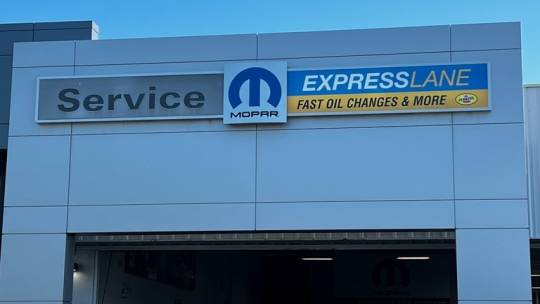 Service
MOPAR
EXPRESSLANE
FAST OIL CHANGES & MORE